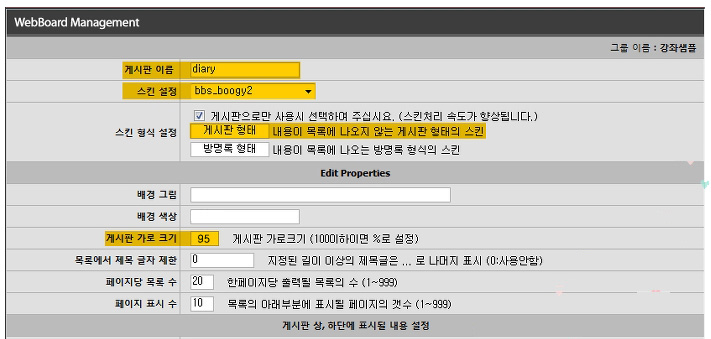 WebBoard Management
그룹 이름 : 강좌샘플
게시판 이름 diary
스킨 설정 bbs_boogy2
스킨 형식 설정
게시판으로만 사용시 선택하여 주십시요. (스킨처리 속도가 향상됩니다.)
게시판 형태 내용이 목록에 나오지 않는 게시판 형태의 스킨
방명록 형태 내용이 목록에 나오는 방명록 형식의 스킨
Edit Properties
배경 그림
배경 색상
게시판 가로 크기 95 게시판 가로크기 (100이하이면 %로 설정)
목록에서 제목 글자 제한 0 지정된 길이 이상의 제목글은 ... 로 나머지 표시 (0:사용안함)
페이지당 목록 수 20 한페이지당 출력될 목록의 수 (1~999)
페이지 표시 수 10 목록의 아래부분에 표시될 페이지의 갯수 (1~999)
게시판 상, 하단에 표시될 내용 설정